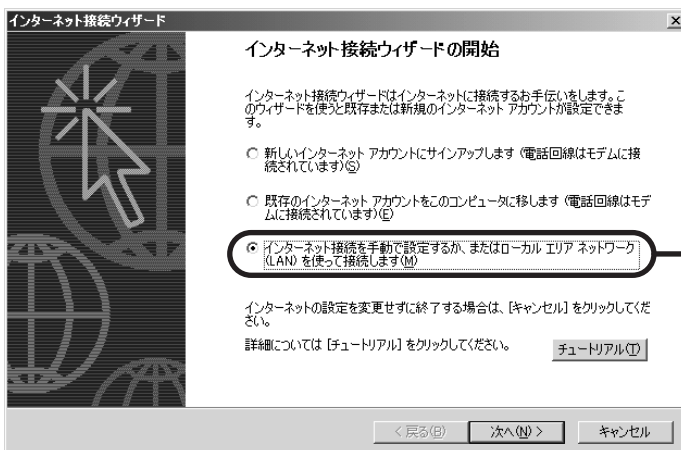 インターネット接続ウィザード
インターネット接続ウィザードの開始
インターネット接続ウィザードはインターネットに接続するお手伝いをします。こ
のウィザードを使うと既存または新規のインターネット アカウントが設定できま
す。
新しいインターネット アカウントにサインアップします (電話回線はモデムに接
続されています)(S)
既存のインターネット アカウントをこのコンピュータに移します (電話回線はモデ
ムに接続されています)(E)
インターネット接続を手動で設定するか、またはローカル エリア ネットワーク
(LAN) を使って接続します(M)
インターネットの設定を変更せずに終了する場合は、[キャンセル] をクリックしてくだ
さい。
詳細については [チュートリアル] をクリックしてください。
チュートリアル(T)
< 戻る(B)
次へ(N) >
キャンセル